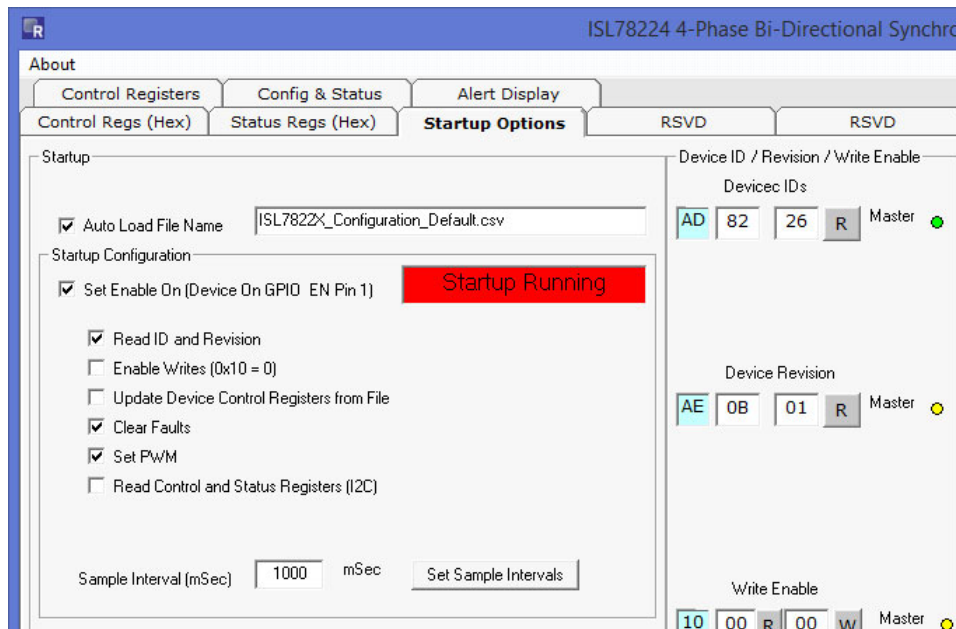 R
ISL78224 4-Phase Bi-Directional Synchro
About
Control Registers
Config & Status
Alert Display
Control Regs (Hex)
Status Regs (Hex)
Startup Options
RSVD
RSVD
Startup
Auto Load File Name
ISL7822X_Configuration_Default.csv
Startup Configuration
Set Enable On (Device On GPIO EN Pin 1)
Startup Running
Read ID and Revision
Enable Writes (0x10 = 0)
Update Device Control Registers from File
Clear Faults
Set PWM
Read Control and Status Registers (I2C)
Sample Interval (mSec)
1000
mSec
Set Sample Intervals
Device ID / Revision / Write Enable
Devicec IDs
AD 82 26 R Master
Device Revision
AE 0B 01 R Master
Write Enable
10 00 R 00 W Master